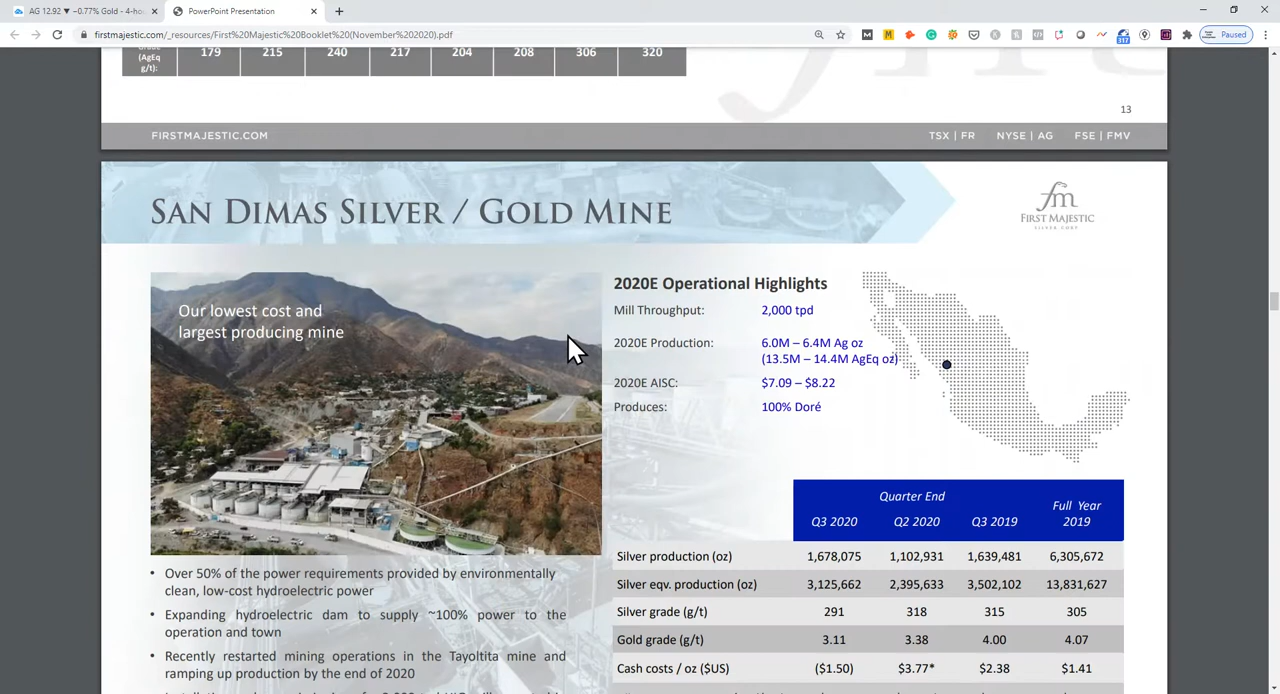 AG 12.92 ▼ −0.77% Gold - 4-hou
PowerPoint Presentation
firstmajestic.com/_resources/First%20Majestic%20Booklet%20(November%202020).pdf
Paused
(AgEq
g/t):
179 215 240 217 204 208 306 320
13
FIRSTMAJESTIC.COM
TSX | FR NYSE | AG FSE | FMV
SAN DIMAS SILVER / GOLD MINE
fm
FIRST MAJESTIC
SILVER CORP
Our lowest cost and
largest producing mine
2020E Operational Highlights
Mill Throughput: 2,000 tpd
2020E Production: 6.0M – 6.4M Ag oz
(13.5M – 14.4M AgEq oz)
2020E AISC: $7.09 – $8.22
Produces: 100% Doré
Quarter End
Full Year
2019
Q3 2020 Q2 2020 Q3 2019
Silver production (oz) 1,678,075 1,102,931 1,639,481 6,305,672
Silver eqv. production (oz) 3,125,662 2,395,633 3,502,102 13,831,627
Silver grade (g/t) 291 318 315 305
Gold grade (g/t) 3.11 3.38 4.00 4.07
Cash costs / oz ($US) ($1.50) $3.77* $2.38 $1.41
• Over 50% of the power requirements provided by environmentally
clean, low-cost hydroelectric power
• Expanding hydroelectric dam to supply ~100% power to the
operation and town
• Recently restarted mining operations in the Tayoltita mine and
ramping up production by the end of 2020